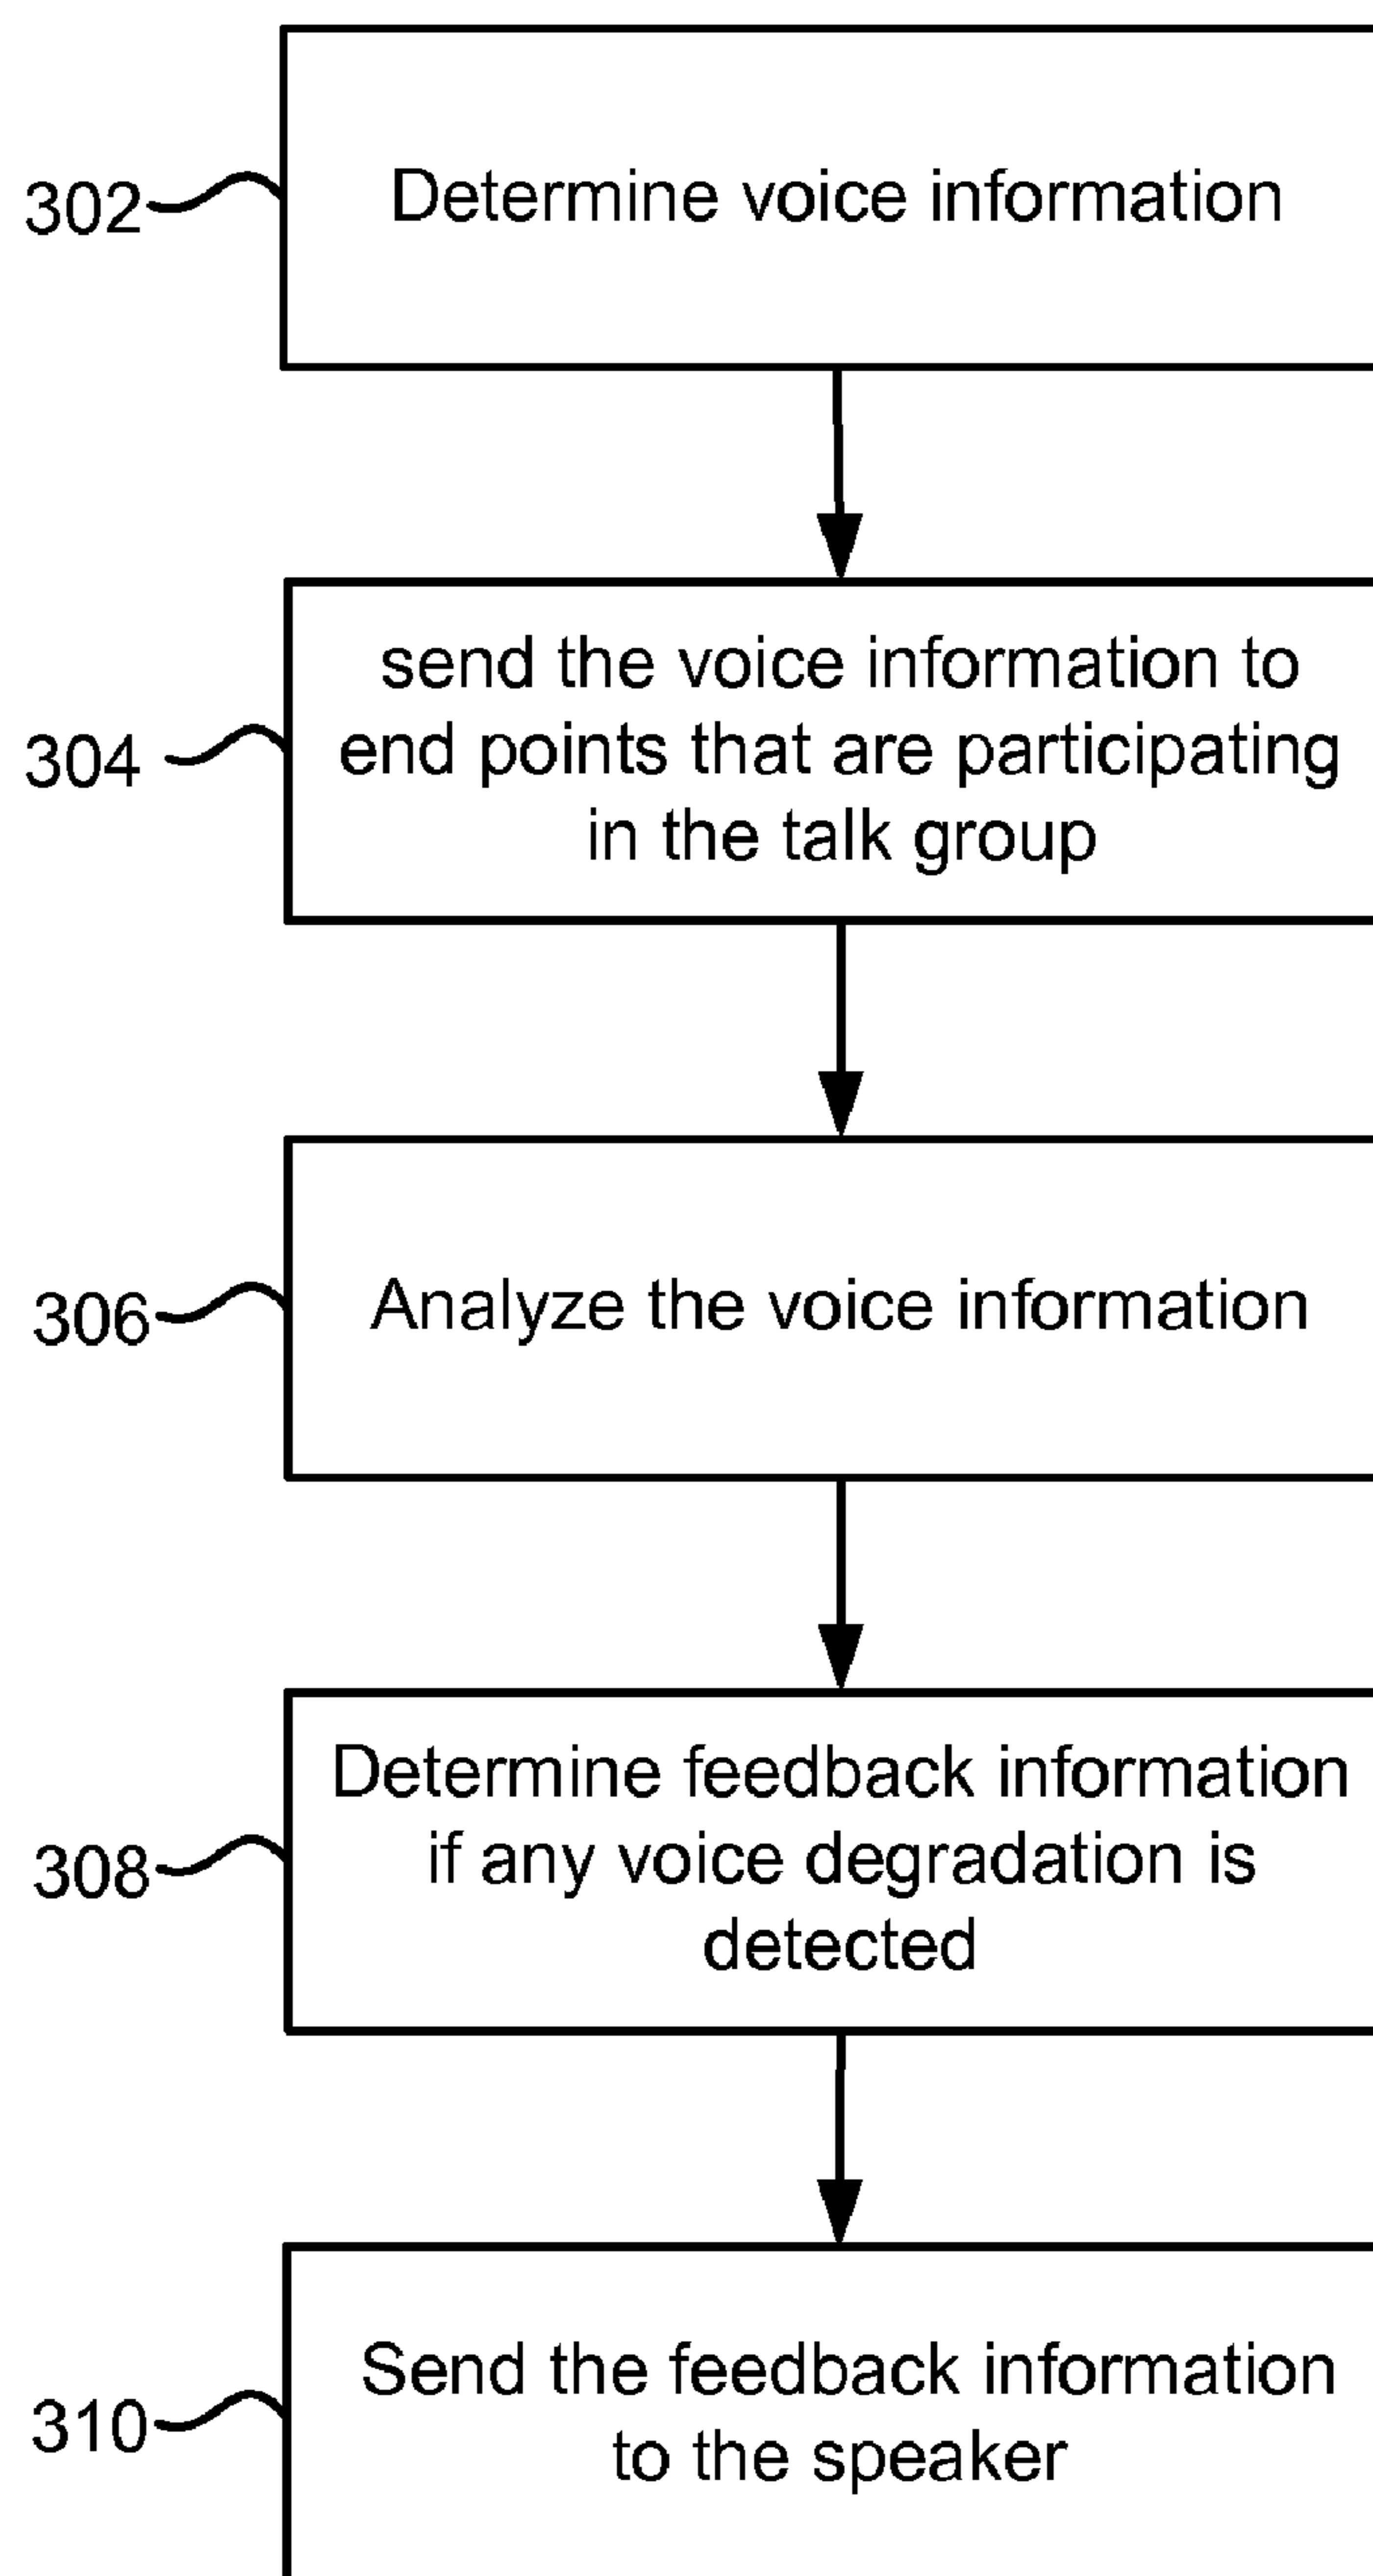 302
Determine voice information
304
send the voice information to
end points that are participating
in the talk group
306
Analyze the voice information
308
Determine feedback information
if any voice degradation is
detected
310
Send the feedback information
to the speaker